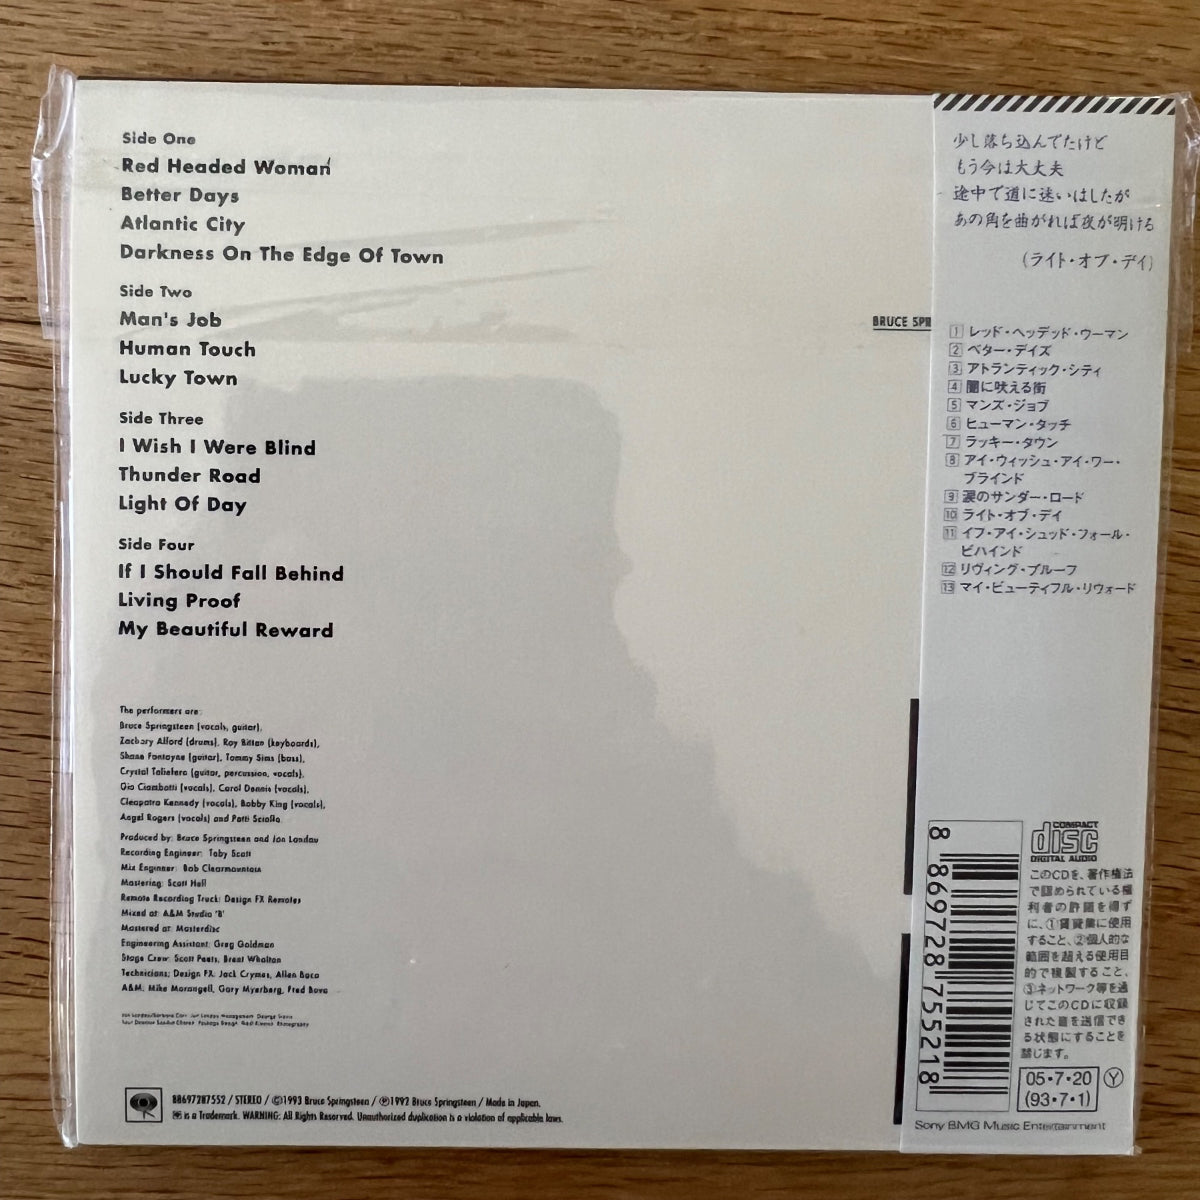 Side One
Red Headed Woman
Better Days
Atlantic City
Darkness On The Edge Of Town
Side Two
Man's Job
Human Touch
Lucky Town
Side Three
I Wish I Were Blind
Thunder Road
Light Of Day
Side Four
If I Should Fall Behind
Living Proof
My Beautiful Reward
The performers are:
Bruce Springsteen (vocals, guitar),
Zachary Alford (drums), Roy Bittan (keyboards),
Shane Fontayne (guitar), Tommy Sims (bass),
Crystal Taliefero (guitar, percussion, vocals),
Gia Ciambotti (vocals), Carol Dennis (vocals),
Cleopatra Kennedy (vocals), Bobby King (vocals),
Angel Rogers (vocals) and Patti Scialfa
Produced by: Bruce Springsteen and Jon Landau
Recording Engineer: Toby Scott
Mix Engineer: Bob Clearmountain
Mastering: Scott Hull
Remote Recording Truck: Design FX Remotes
Mixed at: A&M Studio 'B'
Mastered at: Masterdisc
Engineering Assistant: Greg Goldman
Stage Crew: Scott Peets, Brent Whalton
Technicians; Design FX: Jack Crymes, Allen Baca
A&M: Mike Morongell, Gary Myerberg, Fred Bova
88697287552 / STEREO / Ⓒ1993 Bruce Springsteen / Ⓟ1992 Bruce Springsteen / Made in Japan.
is a Trademark. WARNING: All Rights Reserved. Unauthorized duplication is a violation of applicable laws.
BRUCE SPR
少し落ち込んでたけど
もう今は大丈夫
途中で道に迷いはしたが
あの角を曲がれば夜が明ける
(ライト・オブ・デイ)
1 レッド・ヘッデッド・ウーマン
2 ベター・デイズ
3 アトランティック・シティ
4 闇に吠える街
5 マンズ・ジョブ
6 ヒューマン・タッチ
7 ラッキー・タウン
8 アイ・ウィッシュ・アイ・ワー・
ブラインド
9 涙のサンダー・ロード
10 ライト・オブ・デイ
11 イフ・アイ・シュッド・フォール・
ビハインド
12 リヴィング・プルーフ
13 マイ・ビューティフル・リウォード
8 869728 755218
COMPACT
disc
DIGITAL AUDIO
このCDを、著作権法
で認められている権
利者の許諾を得ず
に、①賃貸業に使用
すること、②個人的な
範囲を超える使用目
的で複製すること、
③ネットワーク等を通
じてこのCDに収録
された音を送信でき
る状態にすることを
禁じます。
05・7・20
(93・7・1)
Y
Sony BMG Music Entertainment